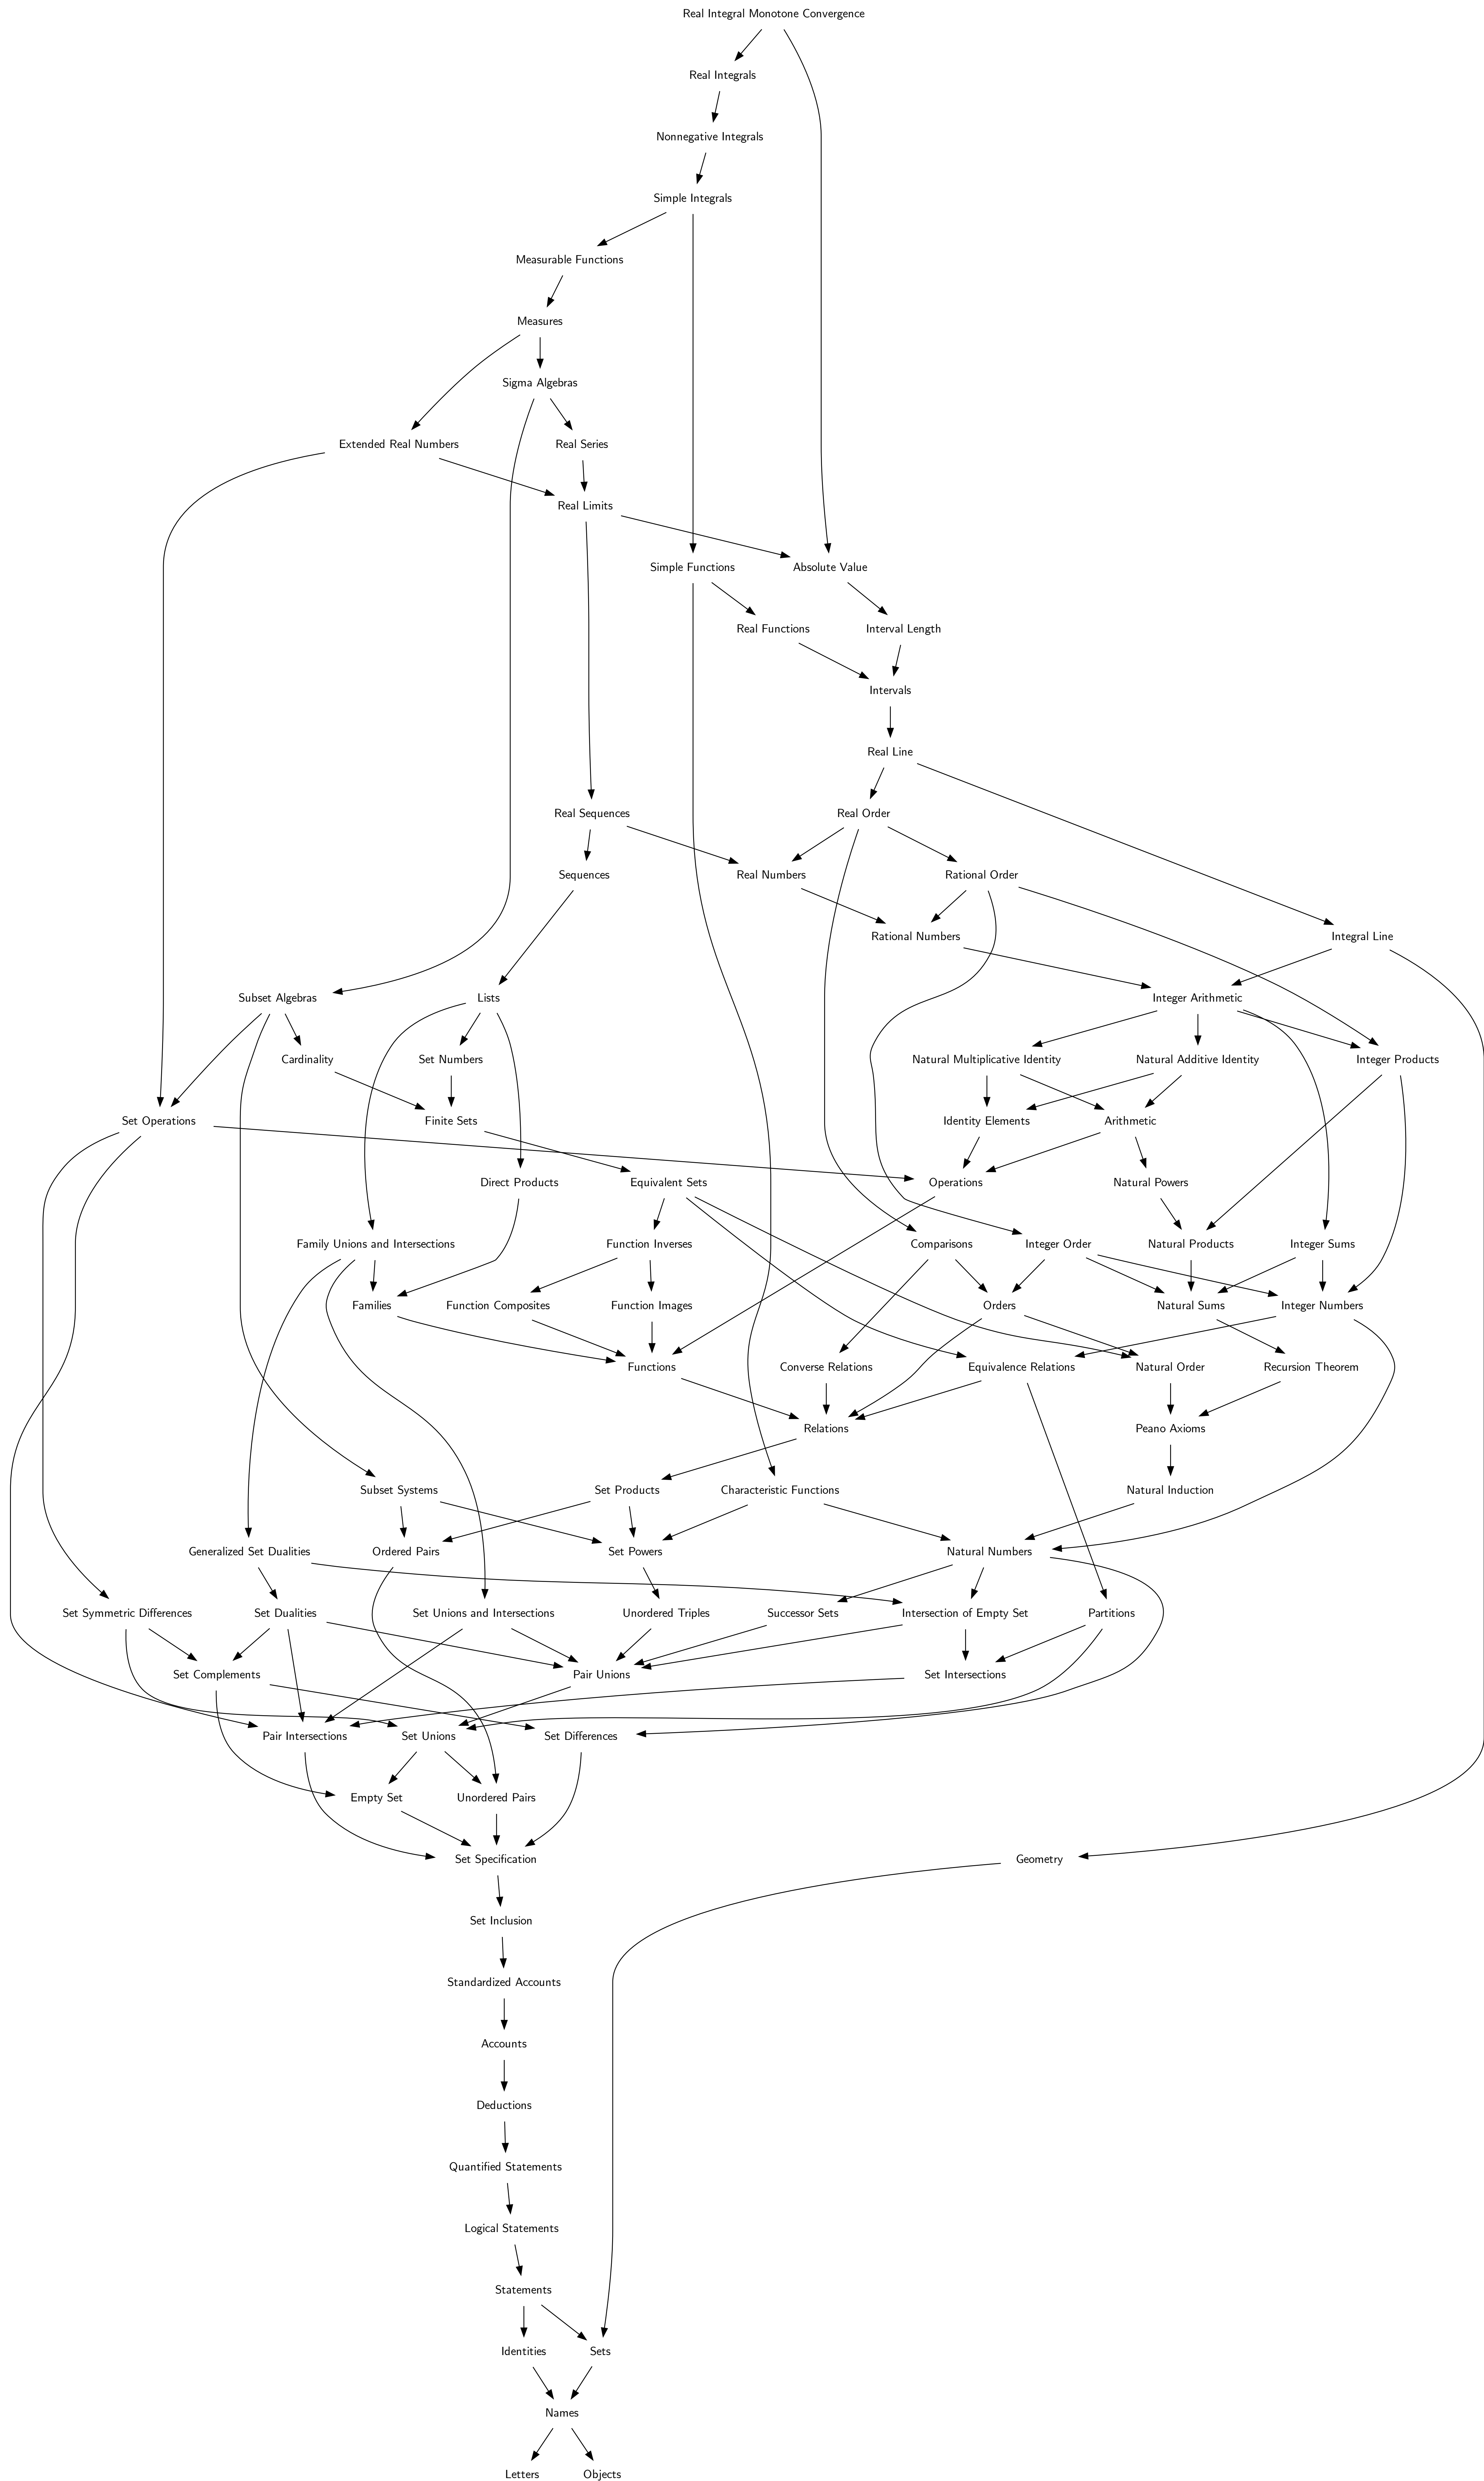 Real Integral Monotone Convergence
Real Integrals
Nonnegative Integrals
Simple Integrals
Measurable Functions
Measures
Sigma Algebras
Extended Real Numbers
Real Series
Real Limits
Simple Functions
Absolute Value
Real Functions
Interval Length
Intervals
Real Line
Real Sequences
Real Order
Sequences
Real Numbers
Rational Order
Rational Numbers
Integral Line
Subset Algebras
Lists
Integer Arithmetic
Cardinality
Set Numbers
Natural Multiplicative Identity
Natural Additive Identity
Integer Products
Set Operations
Finite Sets
Identity Elements
Arithmetic
Direct Products
Equivalent Sets
Operations
Natural Powers
Family Unions and Intersections
Function Inverses
Comparisons
Integer Order
Natural Products
Integer Sums
Families
Function Composites
Function Images
Orders
Natural Sums
Integer Numbers
Functions
Converse Relations
Equivalence Relations
Natural Order
Recursion Theorem
Relations
Peano Axioms
Subset Systems
Set Products
Characteristic Functions
Natural Induction
Generalized Set Dualities
Ordered Pairs
Set Powers
Natural Numbers
Set Symmetric Differences
Set Dualities
Set Unions and Intersections
Unordered Triples
Successor Sets
Intersection of Empty Set
Partitions
Set Complements
Pair Unions
Set Intersections
Pair Intersections
Set Unions
Set Differences
Empty Set
Unordered Pairs
Set Specification
Geometry
Set Inclusion
Standardized Accounts
Accounts
Deductions
Quantified Statements
Logical Statements
Statements
Identities
Sets
Names
Letters
Objects